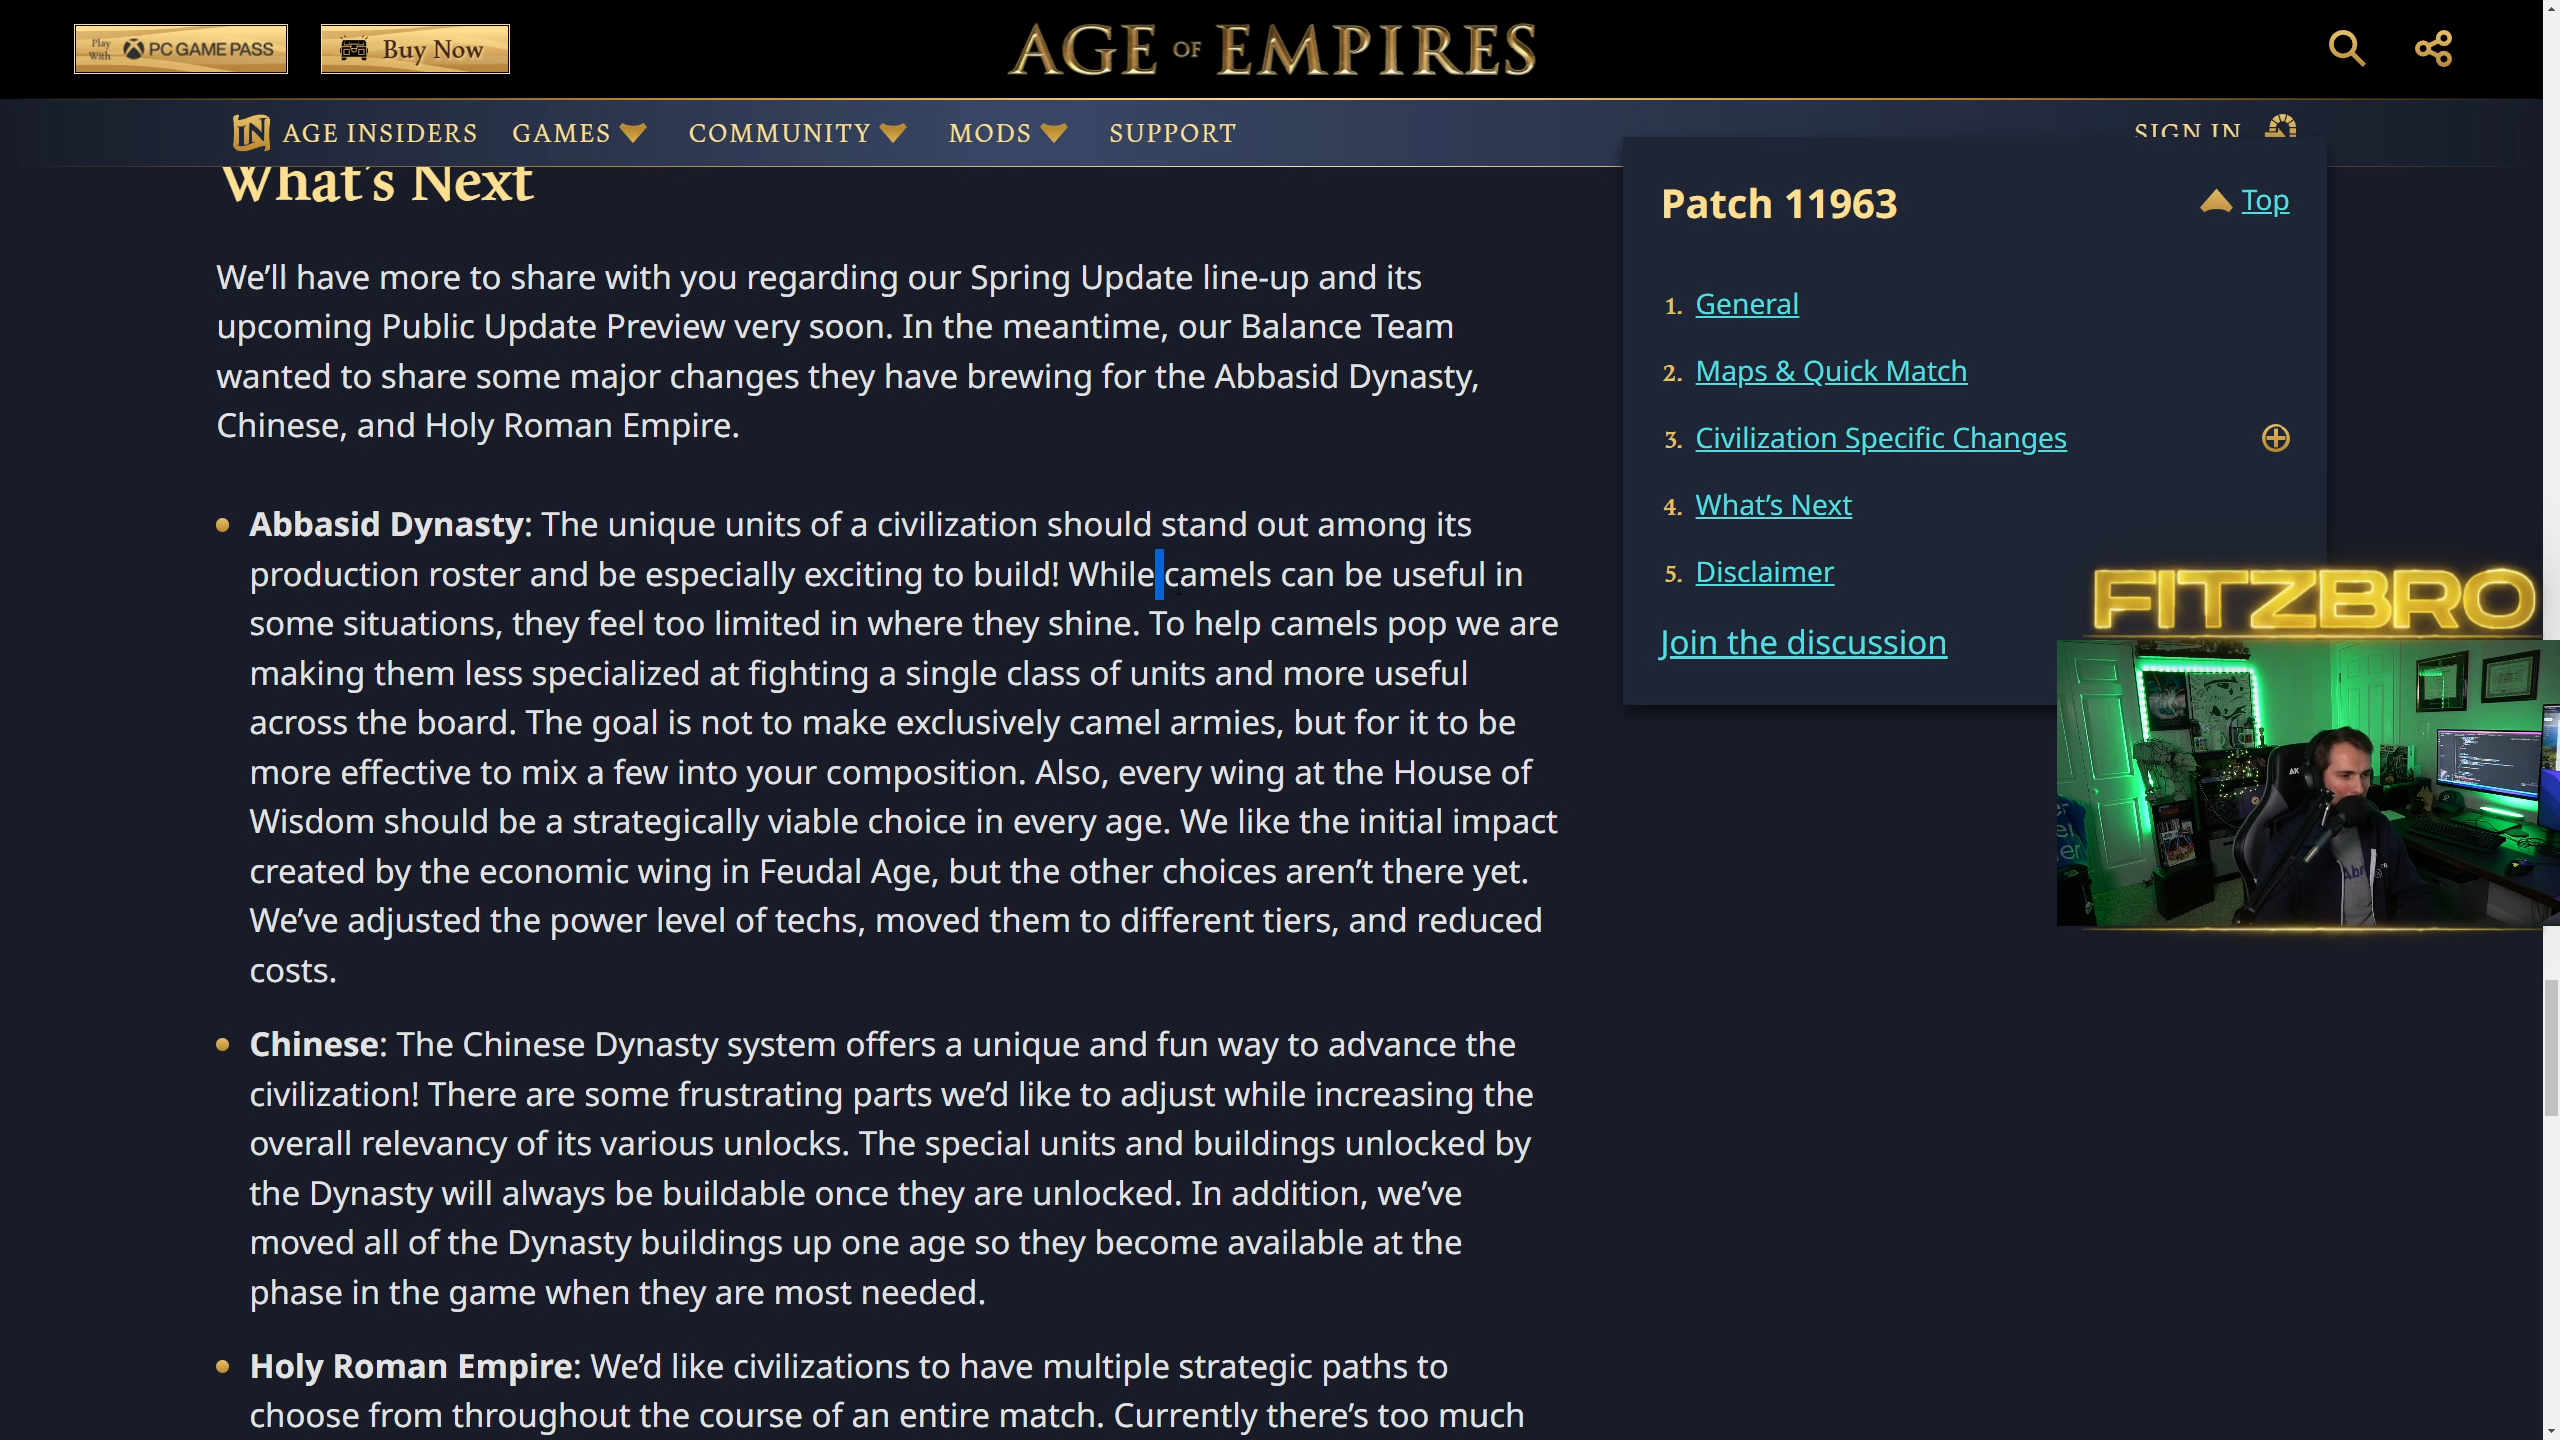 Play With PC GAME PASS
Buy Now
AGE OF EMPIRES
IN AGE INSIDERS
GAMES
COMMUNITY
MODS
SUPPORT
SIGN IN
What's Next
We’ll have more to share with you regarding our Spring Update line-up and its
upcoming Public Update Preview very soon. In the meantime, our Balance Team
wanted to share some major changes they have brewing for the Abbasid Dynasty,
Chinese, and Holy Roman Empire.
Abbasid Dynasty: The unique units of a civilization should stand out among its
production roster and be especially exciting to build! While camels can be useful in
some situations, they feel too limited in where they shine. To help camels pop we are
making them less specialized at fighting a single class of units and more useful
across the board. The goal is not to make exclusively camel armies, but for it to be
more effective to mix a few into your composition. Also, every wing at the House of
Wisdom should be a strategically viable choice in every age. We like the initial impact
created by the economic wing in Feudal Age, but the other choices aren’t there yet.
We’ve adjusted the power level of techs, moved them to different tiers, and reduced
costs.
Chinese: The Chinese Dynasty system offers a unique and fun way to advance the
civilization! There are some frustrating parts we’d like to adjust while increasing the
overall relevancy of its various unlocks. The special units and buildings unlocked by
the Dynasty will always be buildable once they are unlocked. In addition, we’ve
moved all of the Dynasty buildings up one age so they become available at the
phase in the game when they are most needed.
Holy Roman Empire: We’d like civilizations to have multiple strategic paths to
choose from throughout the course of an entire match. Currently there’s too much
Patch 11963
Top
1. General
2. Maps & Quick Match
3. Civilization Specific Changes
4. What’s Next
5. Disclaimer
Join the discussion
FITZBRO